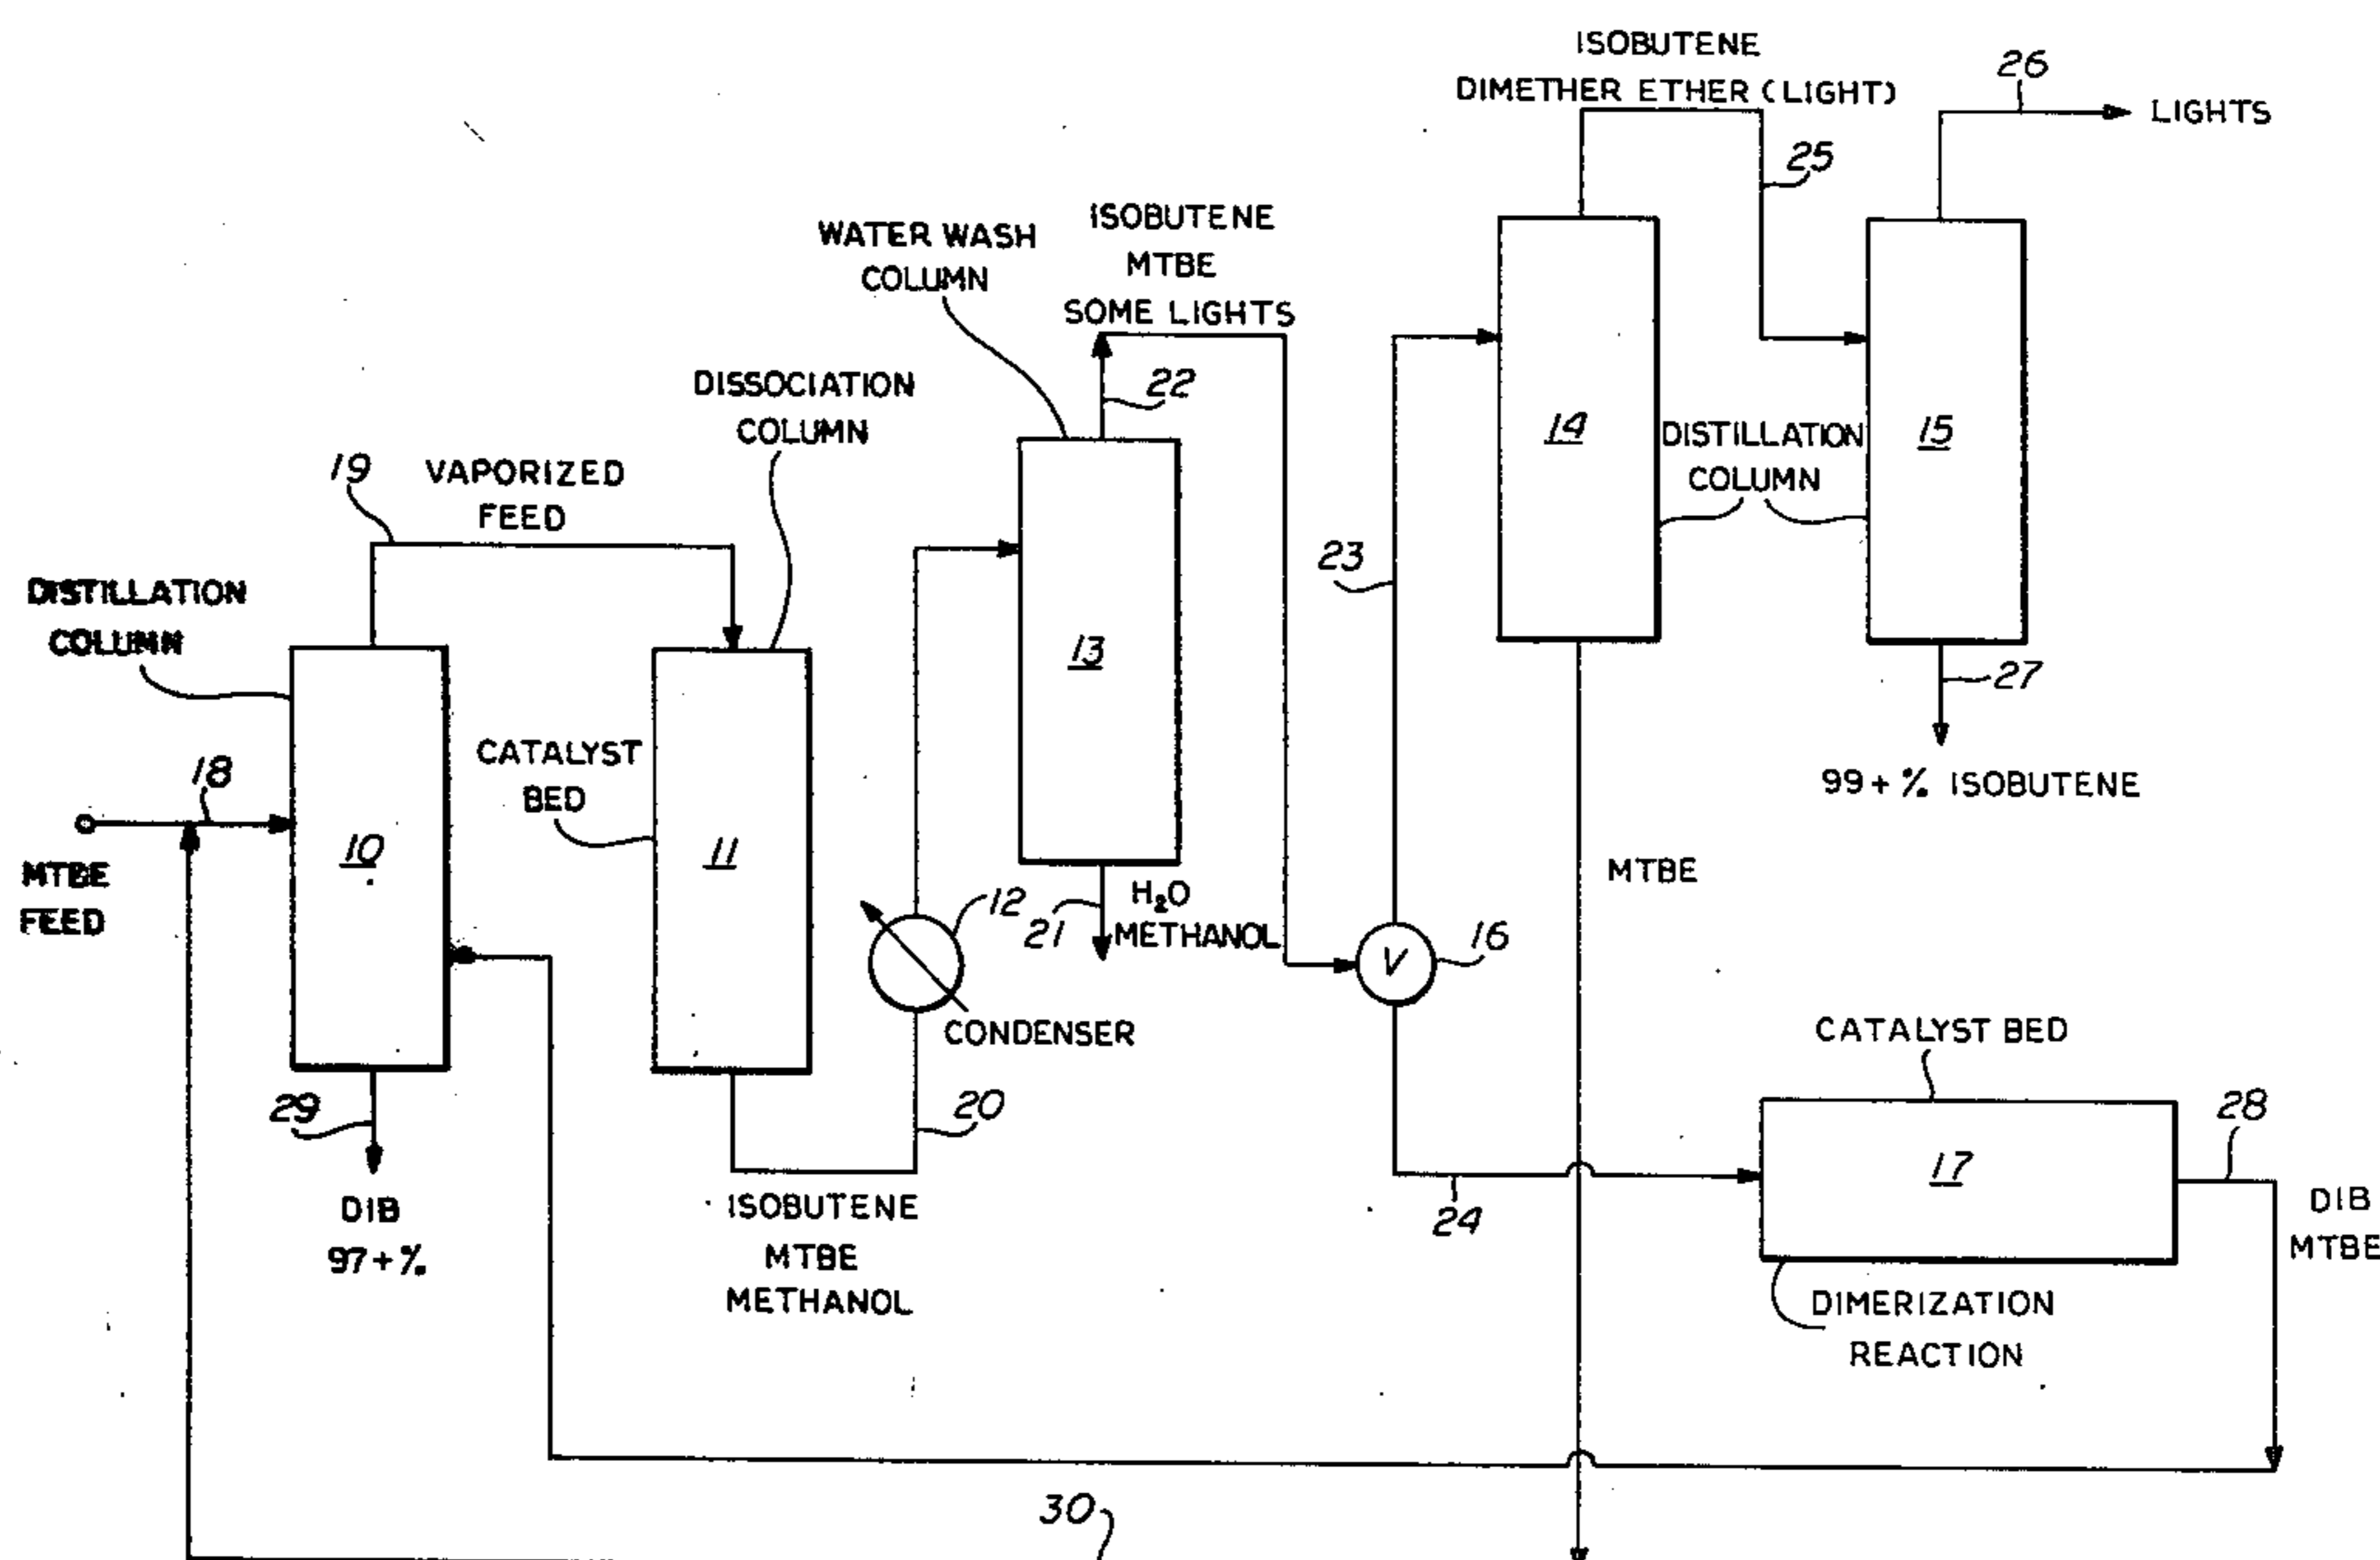 ISOBUTENE
DIMETHER ETHER (LIGHT)
26
LIGHTS
25
WATER WASH
COLUMN
ISOBUTENE
MTBE
SOME LIGHTS
22
DISSOCIATION
COLUMN
14
DISTILLATION
COLUMN
15
19
VAPORIZED
FEED
23
DISTILLATION
COLUMN
13
27
99+% ISOBUTENE
CATALYST
BED
18
10
11
MTBE
FEED
12
21
H₂O
METHANOL
V
16
MTBE
CONDENSER
CATALYST BED
29
20
17
28
DIB
97+%
ISOBUTENE
MTBE
METHANOL
24
DIB
MTBE
DIMERIZATION
REACTION
30